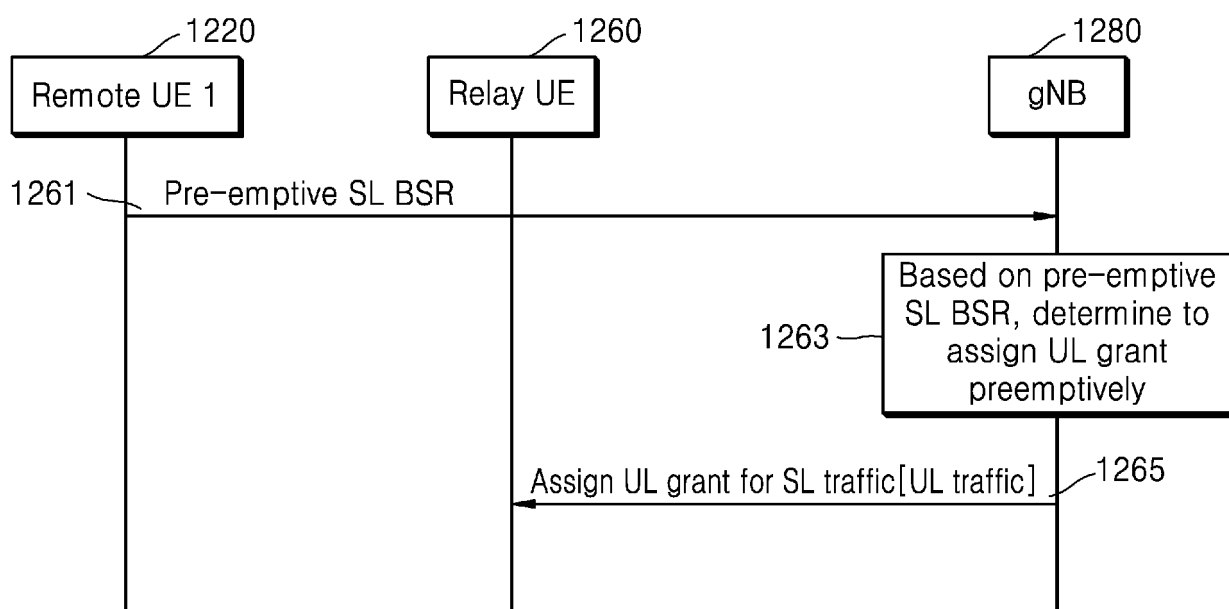 1220
1260
1280
Remote UE 1
Relay UE
gNB
1261
Pre-emptive SL BSR
Based on pre-emptive
SL BSR, determine to
assign UL grant
preemptively
1263
Assign UL grant for SL traffic[UL traffic]
1265